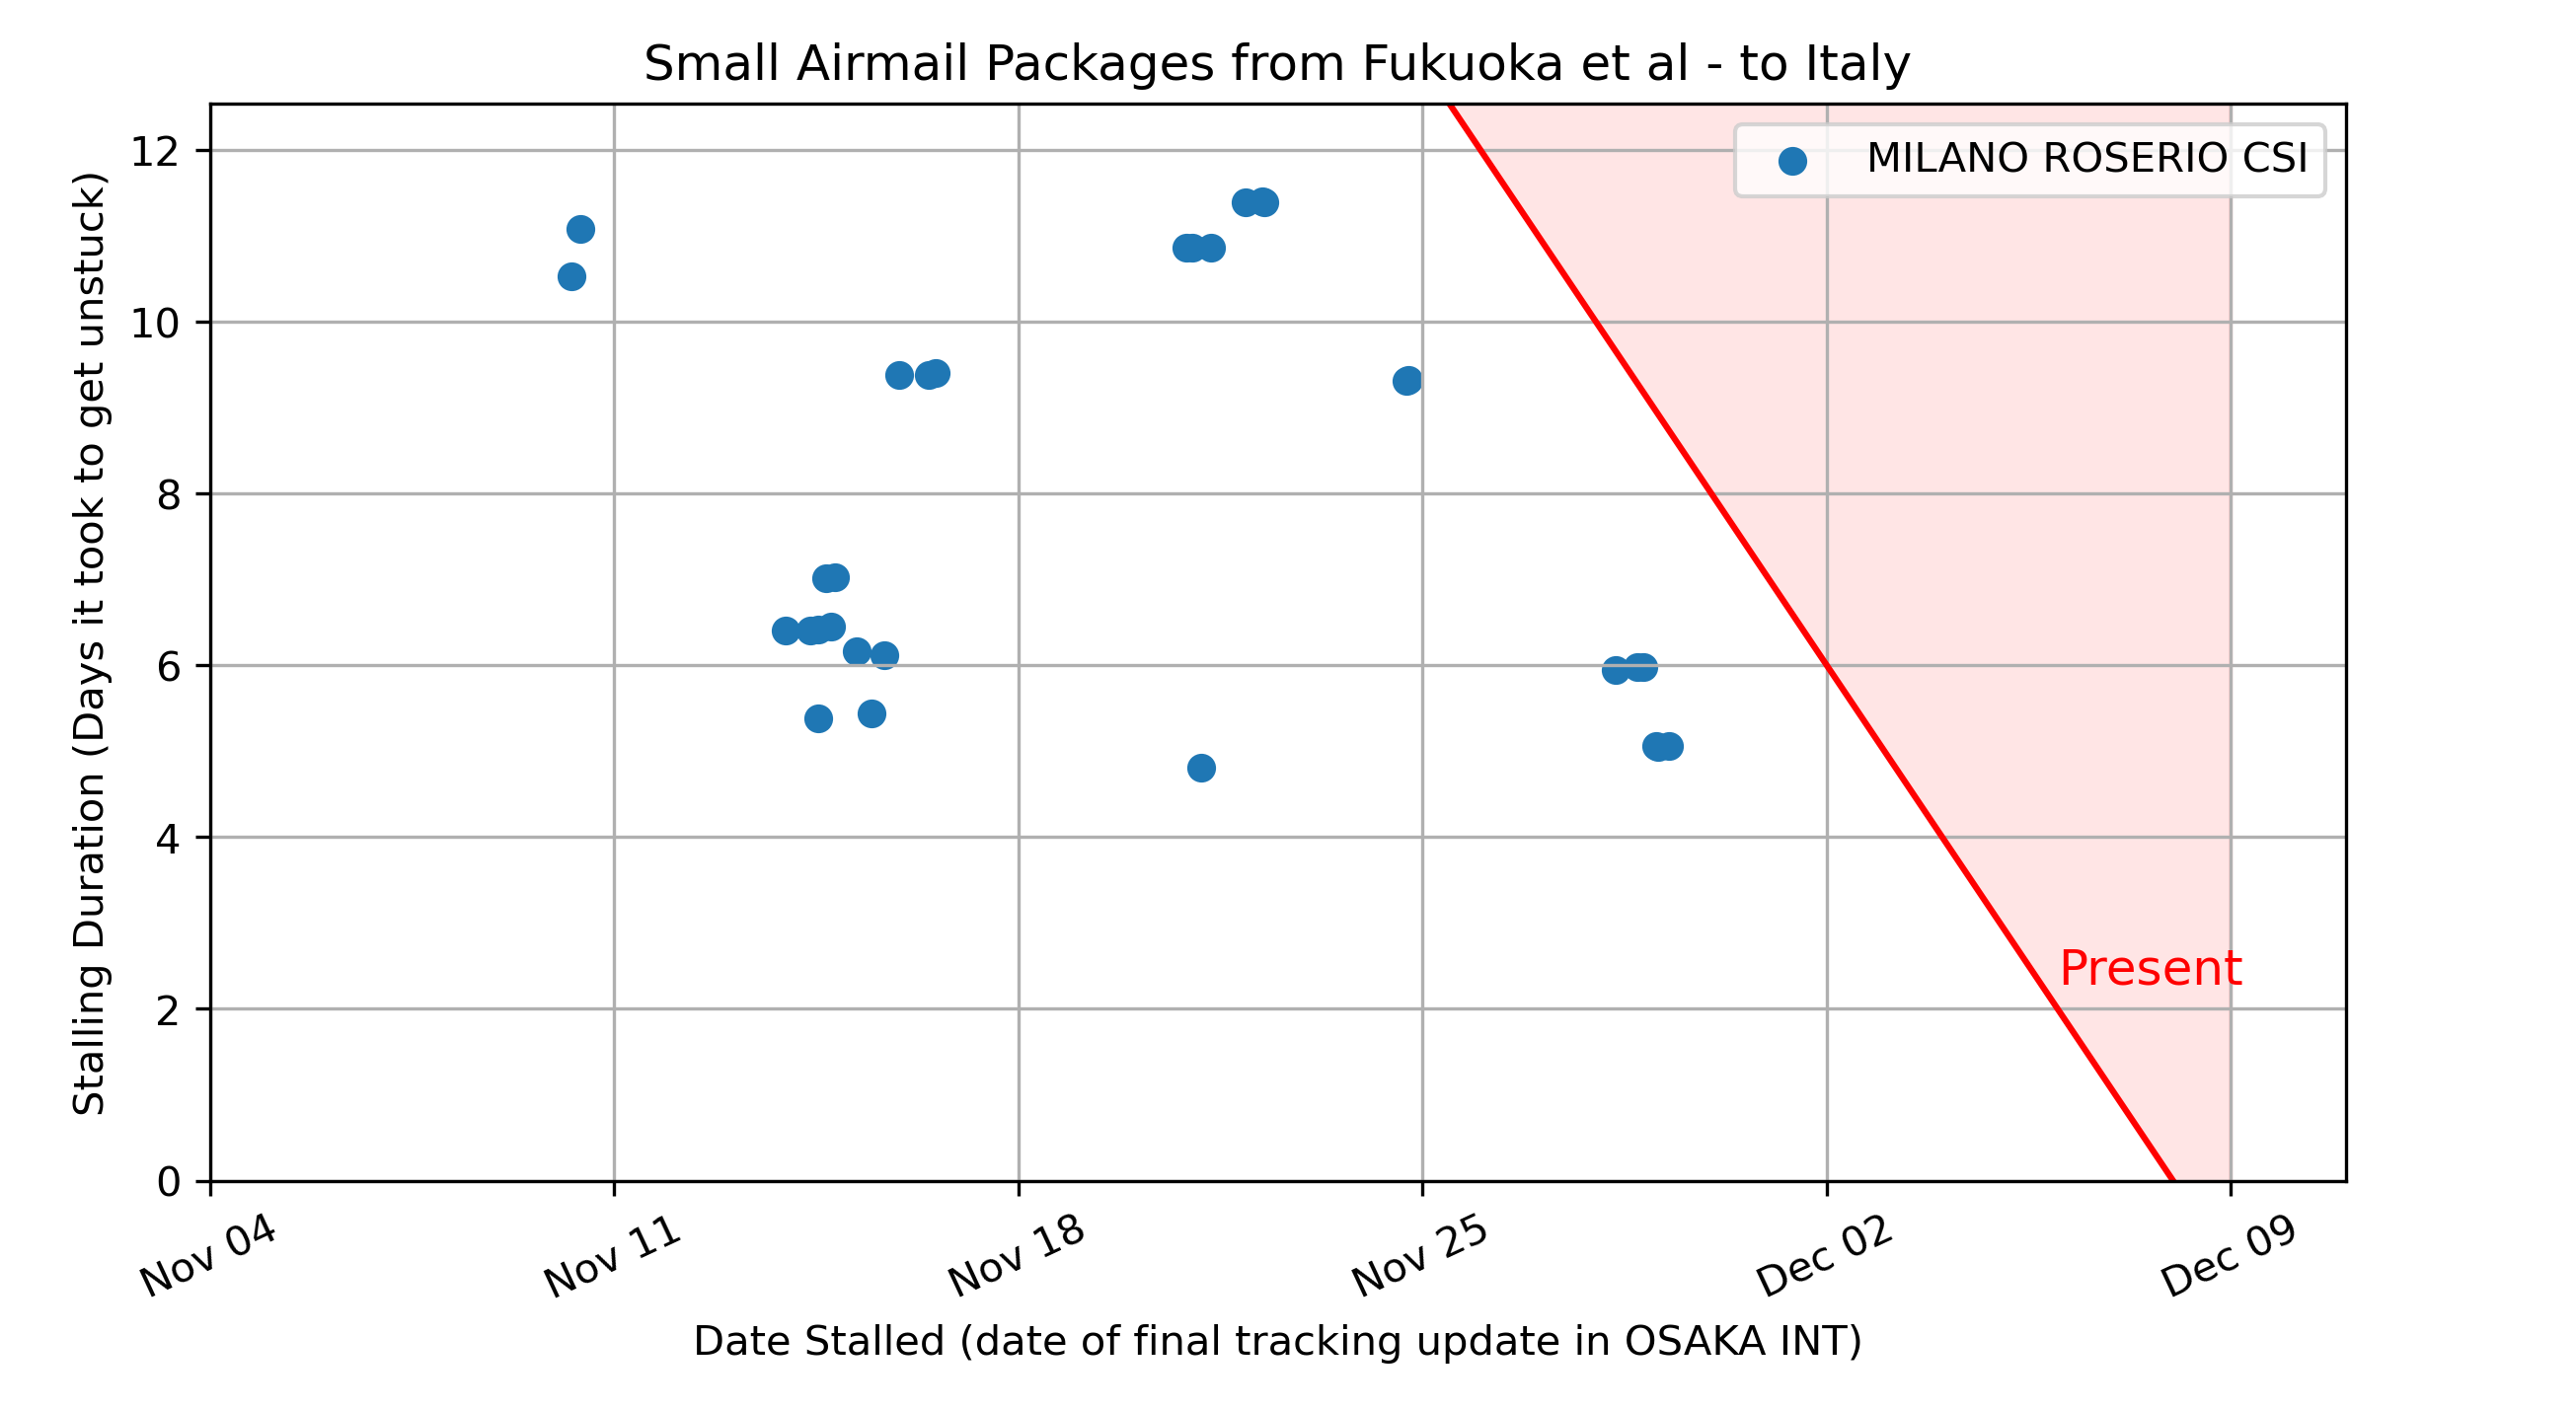 Small Airmail Packages from Fukuoka et al - to Italy
MILANO ROSERIO CSI
Stalling Duration (Days it took to get unstuck)
12
10
8
6
4
2
0
Present
Nov 04
Nov 11
Nov 18
Nov 25
Dec 02
Dec 09
Date Stalled (date of final tracking update in OSAKA INT)